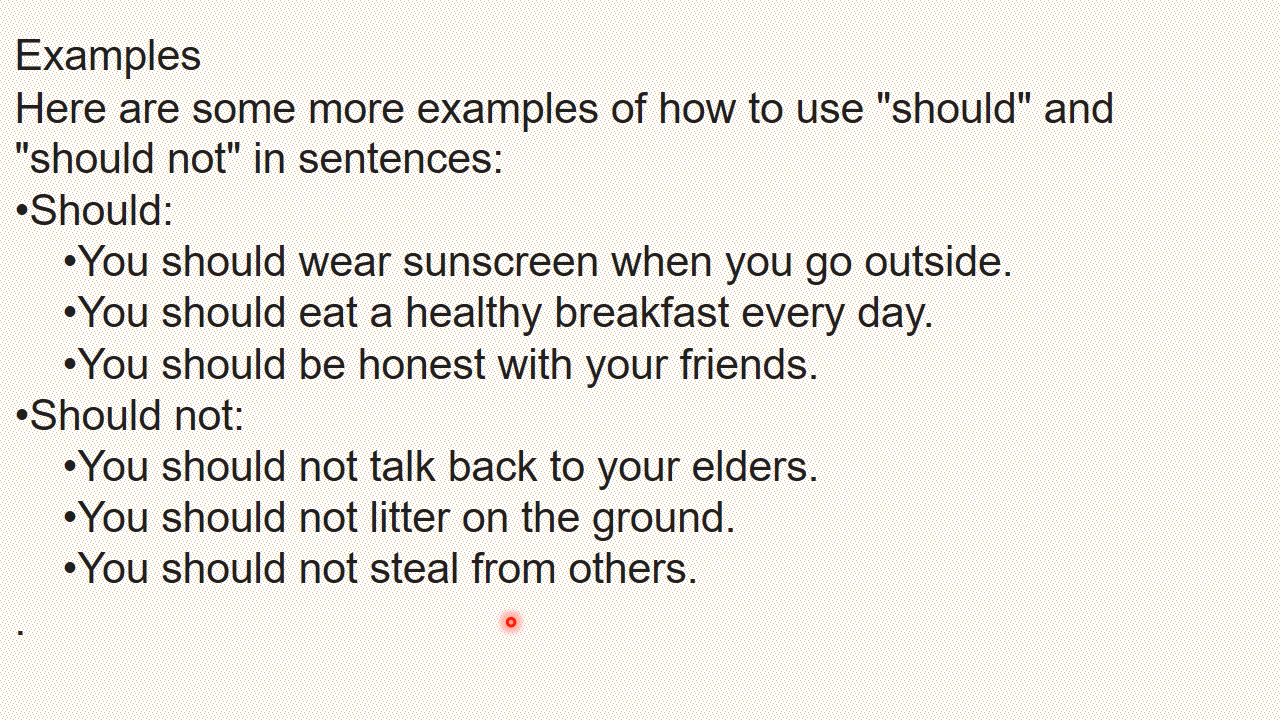 Examples
Here are some more examples of how to use "should" and
"should not" in sentences:
•Should:
•You should wear sunscreen when you go outside.
•You should eat a healthy breakfast every day.
•You should be honest with your friends.
•Should not:
•You should not talk back to your elders.
•You should not litter on the ground.
•You should not steal from others.
.